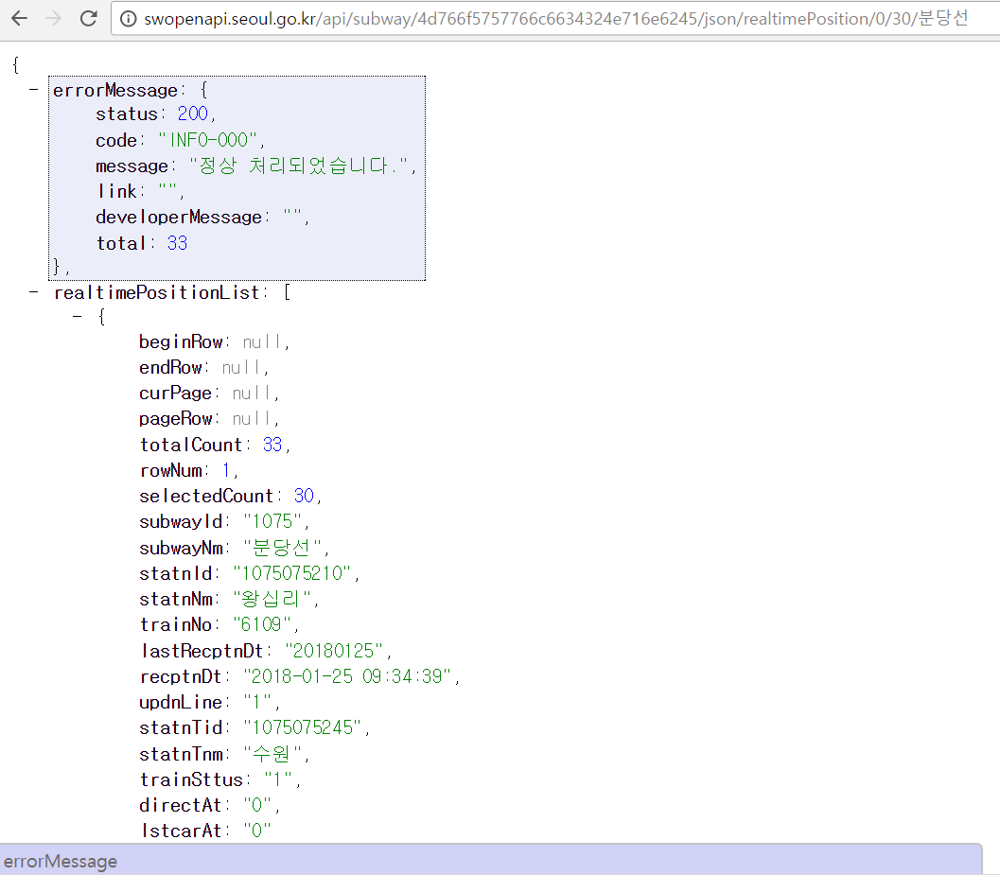 swopenapi.seoul.go.kr/api/subway/4d766f5757766c6634324e716e6245/json/realtimePosition/0/30/분당선
{
- errorMessage: {
status: 200,
code: "INFO-000",
message: "정상 처리되었습니다.",
link: "",
developerMessage: "",
total: 33
},
- realtimePositionList: [
- {
beginRow: null,
endRow: null,
curPage: null,
pageRow: null,
totalCount: 33,
rowNum: 1,
selectedCount: 30,
subwayId: "1075",
subwayNm: "분당선",
statnId: "1075075210",
statnNm: "왕십리",
trainNo: "6109",
lastRecptnDt: "20180125",
recptnDt: "2018-01-25 09:34:39",
updnLine: "1",
statnTid: "1075075245",
statnTnm: "수원",
trainSttus: "1",
directAt: "0",
lstcarAt: "0"
errorMessage